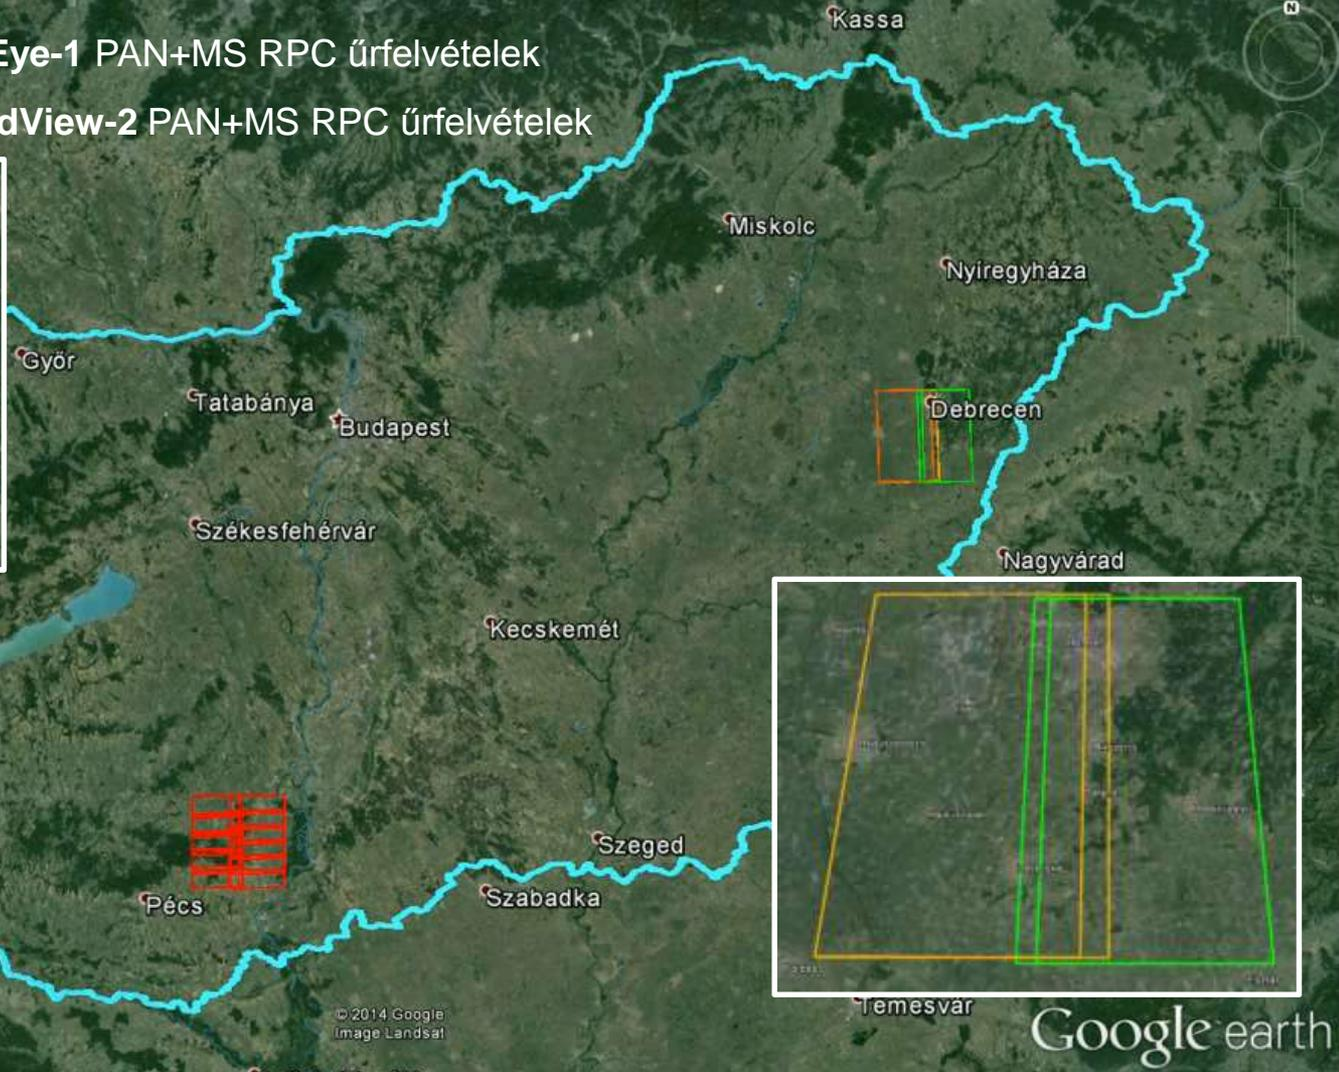 Kassa
Eye-1 PAN+MS RPC űrfelvételek
dView-2 PAN+MS RPC űrfelvételek
N
Miskolc
Nyíregyháza
Győr
Tatabánya
Budapest
Debrecen
Székesfehérvár
Nagyvárad
Kecskemét
Szeged
Pécs
Szabadka
Temesvár
© 2014 Google
Image Landsat
Google earth